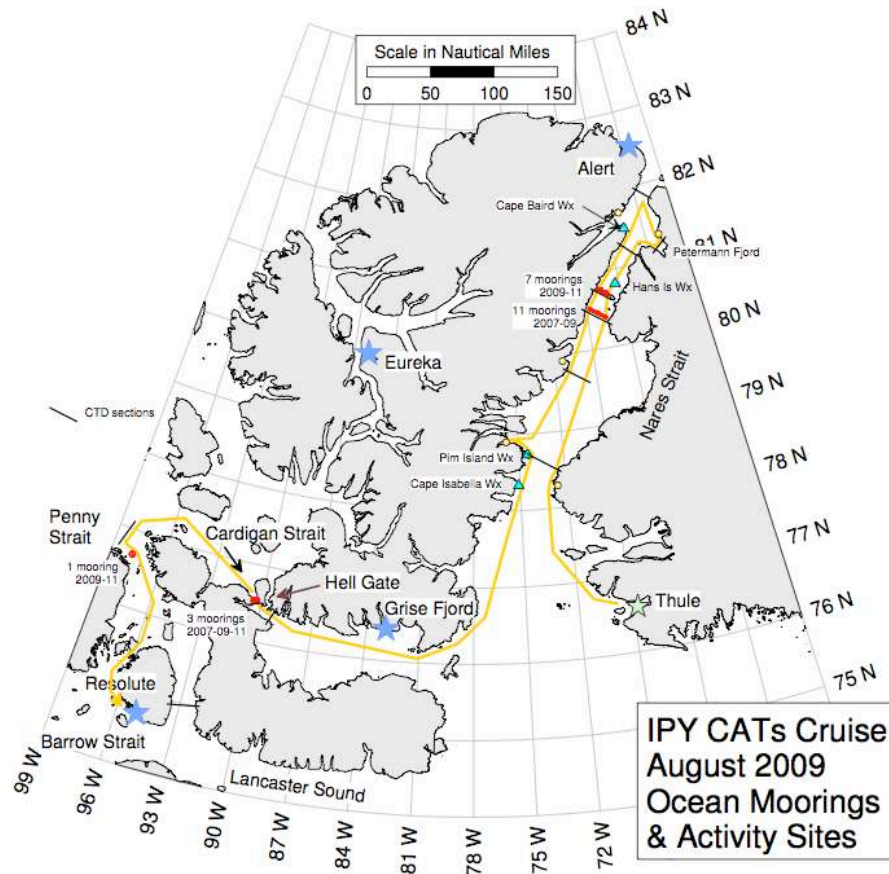 84 N
Scale in Nautical Miles
0 50 100 150
83 N
Alert
82 N
Cape Baird Wx
81 N
Petermann Fjord
7 moorings
2009-11
Hans Is Wx
11 moorings
2007-09
80 N
Eureka
Nares Strait
79 N
CTD sections
Pim Island Wx
78 N
Cape Isabella Wx
Penny
Strait
Cardigan Strait
77 N
1 mooring
2009-11
Hell Gate
Grise Fjord
Thule
76 N
3 moorings
2007-09-11
Resolute
75 N
Barrow Strait
Lancaster Sound
99 W
96 W
93 W
90 W
87 W
84 W
81 W
78 W
75 W
72 W
IPY CATs Cruise
August 2009
Ocean Moorings
& Activity Sites